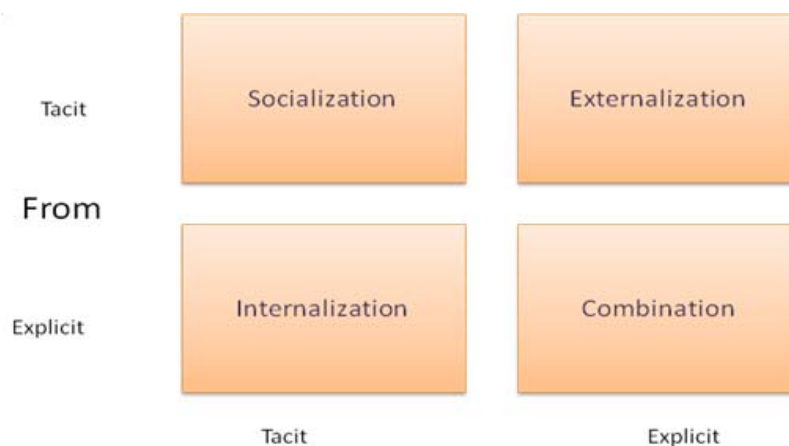 Socialization Externalization
Tacit
From
Internalization Combination
Explicit
Tacit Explicit